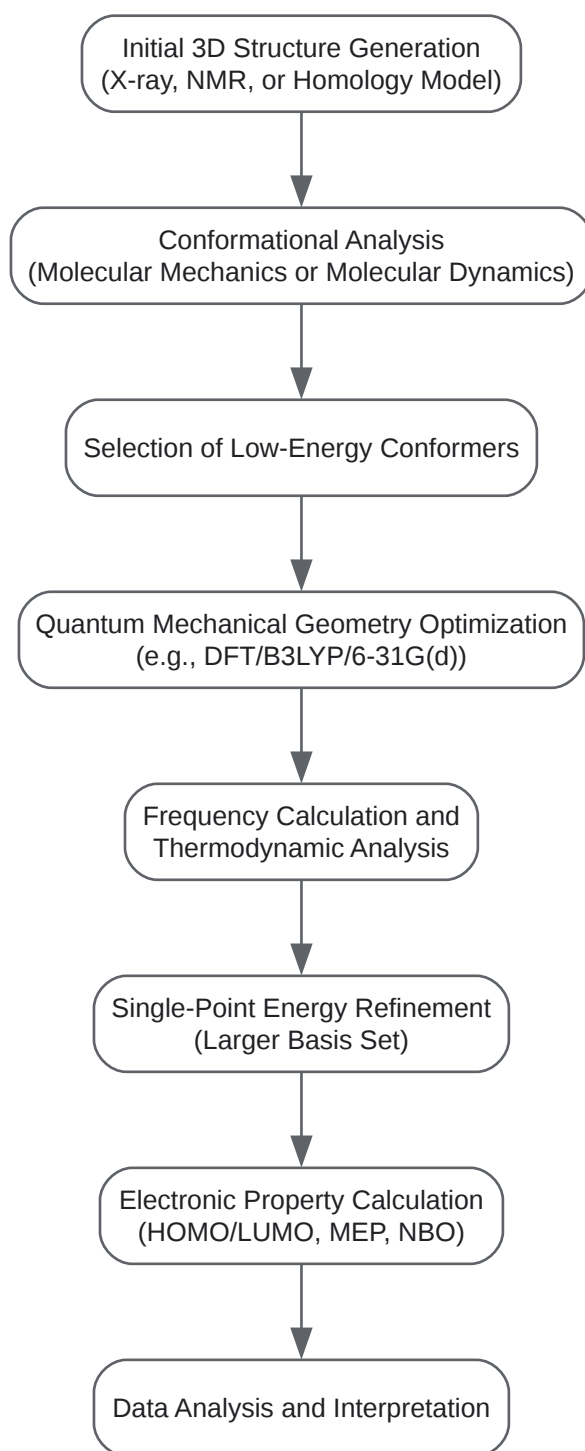 Initial 3D Structure Generation
(X-ray, NMR, or Homology Model)
Conformational Analysis
(Molecular Mechanics or Molecular Dynamics)
Selection of Low-Energy Conformers
Quantum Mechanical Geometry Optimization
(e.g., DFT/B3LYP/6-31G(d))
Frequency Calculation and
Thermodynamic Analysis
Single-Point Energy Refinement
(Larger Basis Set)
Electronic Property Calculation
(HOMO/LUMO, MEP, NBO)
Data Analysis and Interpretation